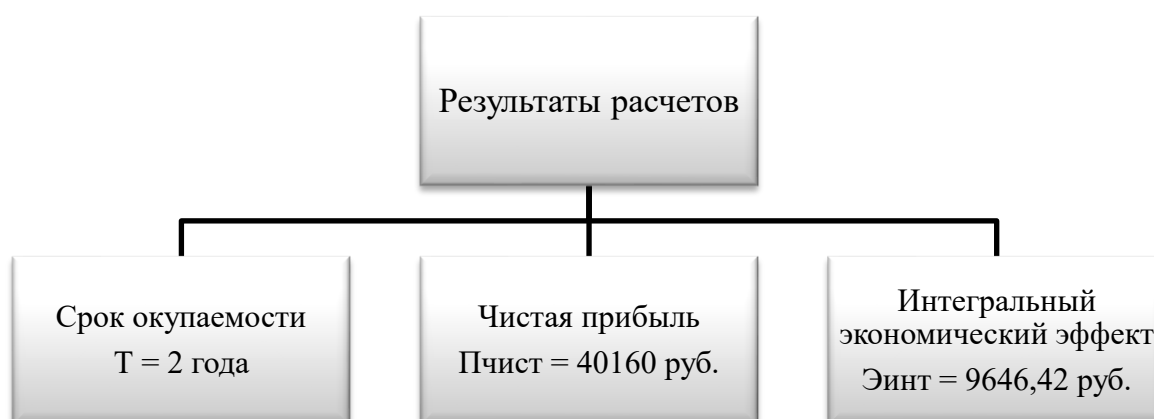 Результаты расчетов
Срок окупаемости
Т = 2 года
Чистая прибыль
Пчист = 40160 руб.
Интегральный
экономический эффект
Эинт = 9646,42 руб.